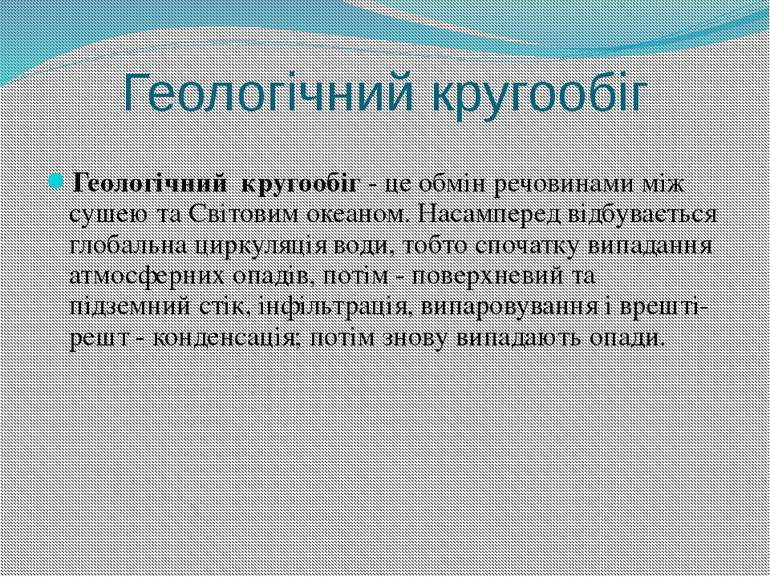 Геологічний кругообіг
Геологічний кругообіг - це обмін речовинами між
сушею та Світовим океаном. Насамперед відбувається
глобальна циркуляція води, тобто спочатку випадання
атмосферних опадів, потім - поверхневий та
підземний стік, інфільтрація, випаровування і врешті-
решт - конденсація; потім знову випадають опади.